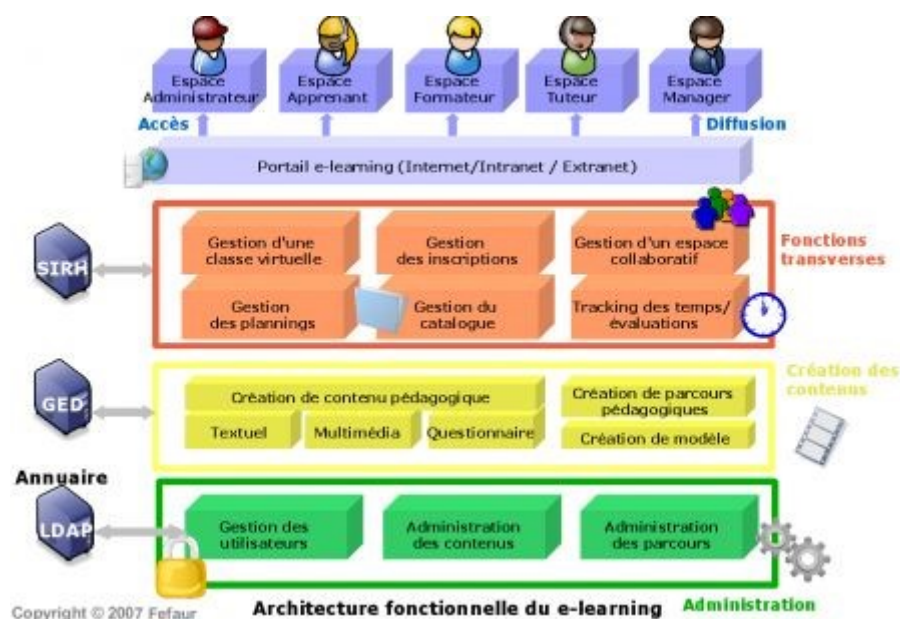 Espace
Administrateur
Espace
Apprenant
Espace
Formateur
Espace
Tuteur
Espace
Manager
Accès
Diffusion
Portail e-learning (Internet/Intranet / Extranet)
SIRH
Gestion d'une
classe virtuelle
Gestion
des inscriptions
Gestion d'un espace
collaboratif
Fonctions
transverses
Gestion
des plannings
Gestion du
catalogue
Tracking des temps/
évaluations
GED
Création de contenu pédagogique
Textuel
Multimédia
Questionnaire
Création de parcours
pédagogiques
Création de modèle
Création des
contenus
Annuaire
LDAP
Gestion des
utilisateurs
Administration
des contenus
Administration
des parcours
Copyright © 2007 Fefaur
Architecture fonctionnelle du e-learning
Administration